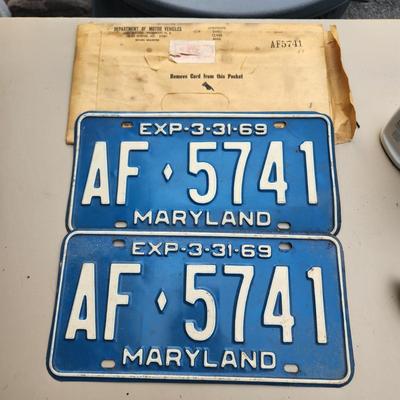 DEPARTMENT OF MOTOR VEHICLES
AF5741
Remove Card from this Pocket
EXP-3-31-69
AF⬧5741
MARYLAND
EXP-3-31-69
AF⬧5741
MARYLAND